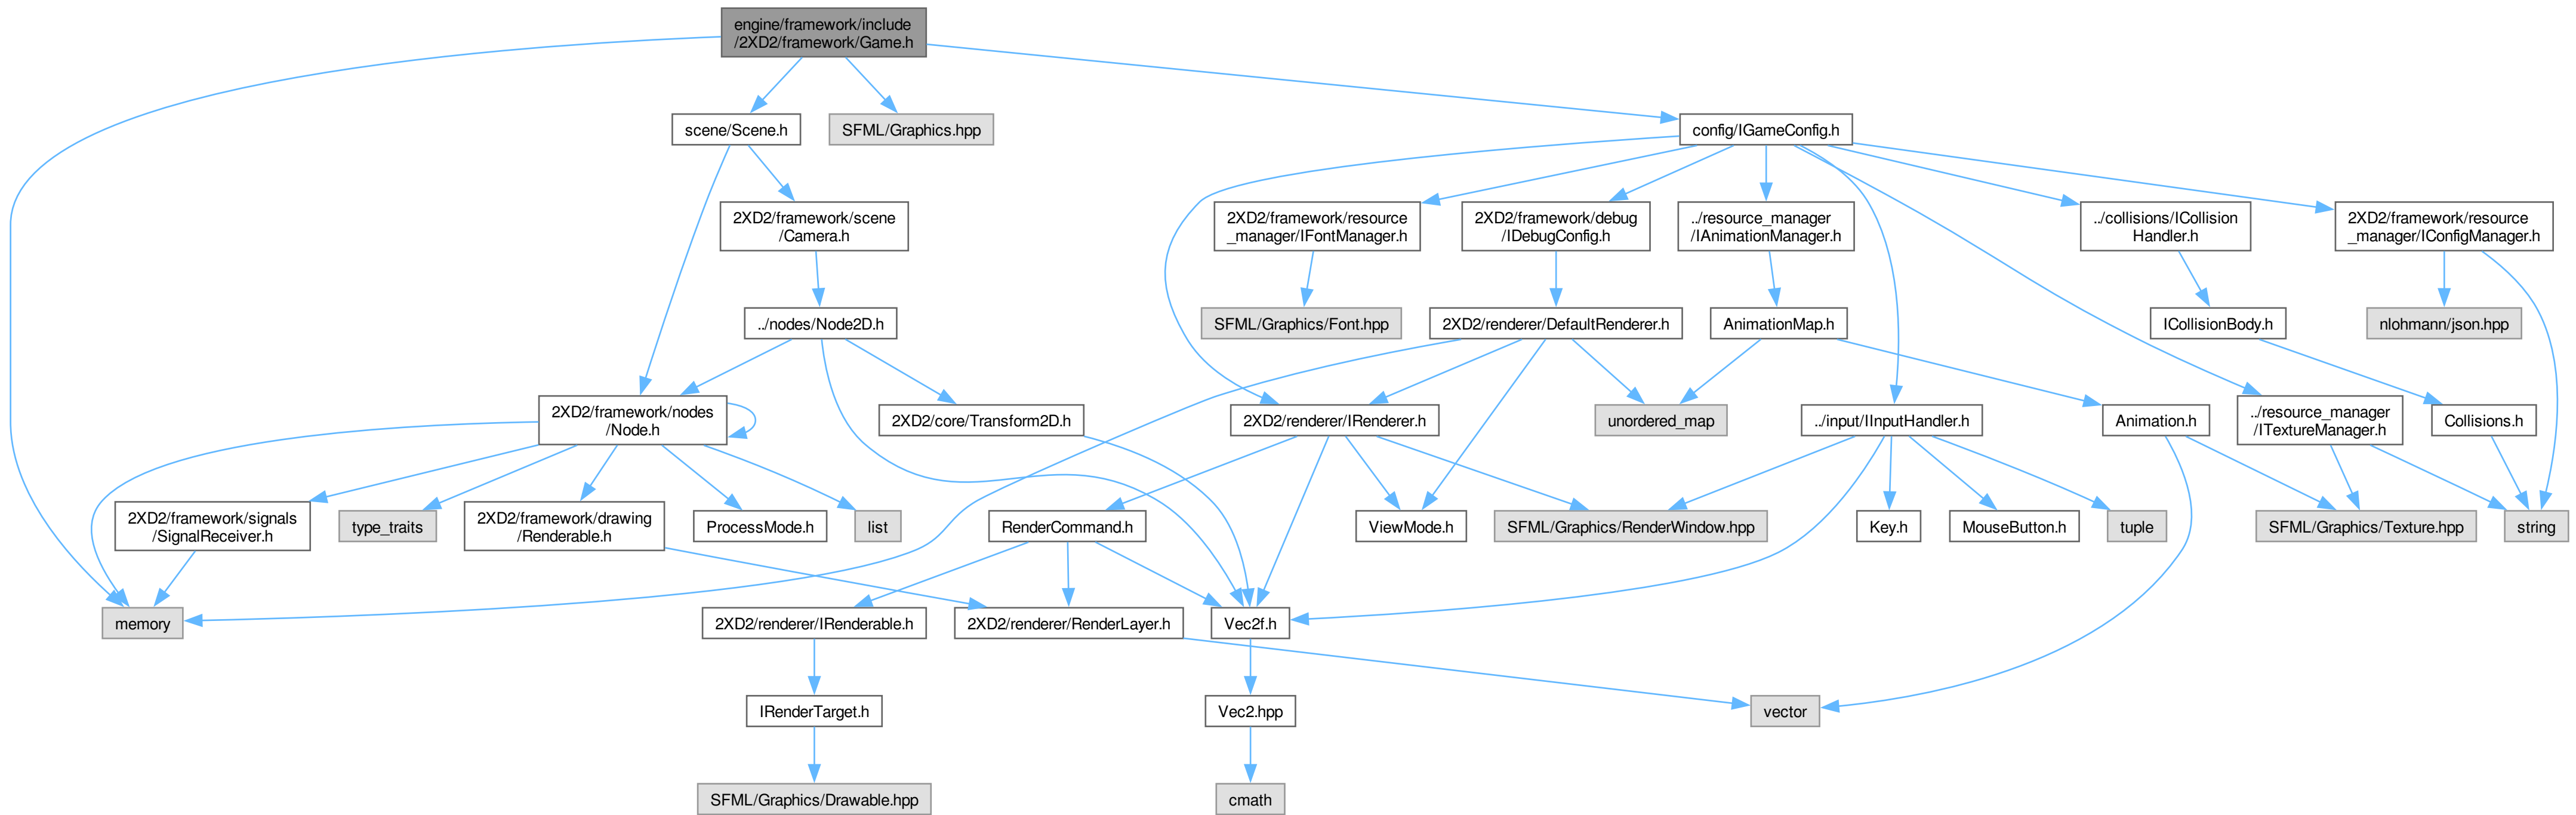 engine/framework/include
/2XD2/framework/Game.h
scene/Scene.h
SFML/Graphics.hpp
config/IGameConfig.h
2XD2/framework/scene
/Camera.h
2XD2/framework/resource
_manager/IFontManager.h
2XD2/framework/debug
/IDebugConfig.h
../resource_manager
/IAnimationManager.h
../collisions/ICollision
Handler.h
2XD2/framework/resource
_manager/IConfigManager.h
../nodes/Node2D.h
SFML/Graphics/Font.hpp
2XD2/renderer/DefaultRenderer.h
AnimationMap.h
ICollisionBody.h
nlohmann/json.hpp
2XD2/framework/nodes
/Node.h
2XD2/core/Transform2D.h
2XD2/renderer/IRenderer.h
unordered_map
../input/IInputHandler.h
Animation.h
../resource_manager
/ITextureManager.h
Collisions.h
2XD2/framework/signals
/SignalReceiver.h
type_traits
2XD2/framework/drawing
/Renderable.h
ProcessMode.h
list
RenderCommand.h
ViewMode.h
SFML/Graphics/RenderWindow.hpp
Key.h
MouseButton.h
tuple
SFML/Graphics/Texture.hpp
string
memory
2XD2/renderer/IRenderable.h
2XD2/renderer/RenderLayer.h
Vec2f.h
IRenderTarget.h
Vec2.hpp
vector
SFML/Graphics/Drawable.hpp
cmath